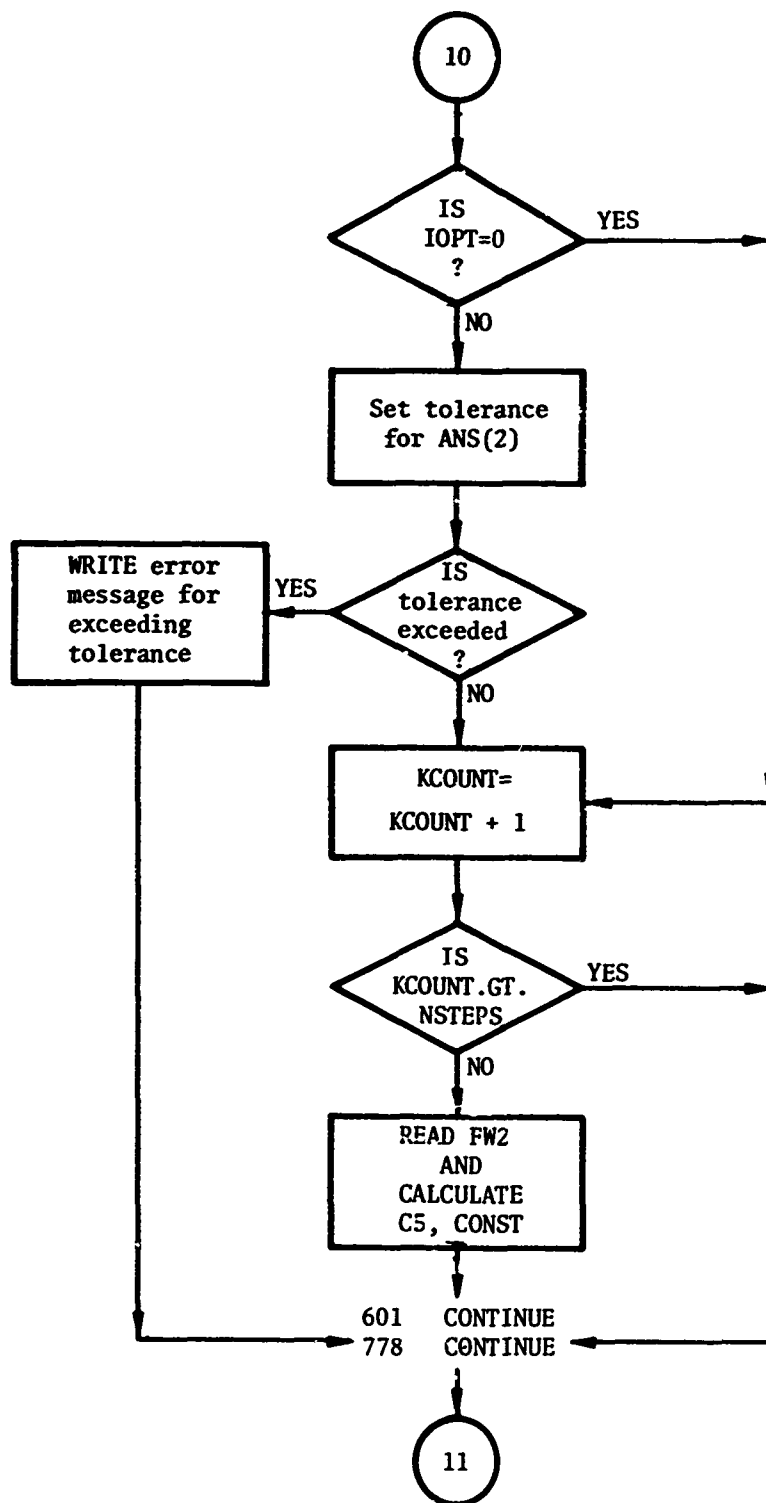 10
IS
IOPT=0
?
YES
NO
Set tolerance
for ANS(2)
WRITE error
message for
exceeding
tolerance
YES
IS
tolerance
exceeded
?
NO
KCOUNT=
KCOUNT + 1
IS
KCOUNT.GT.
NSTEPS
YES
NO
READ FW2
AND
CALCULATE
C5, CONST
601 CONTINUE
778 CONTINUE
11